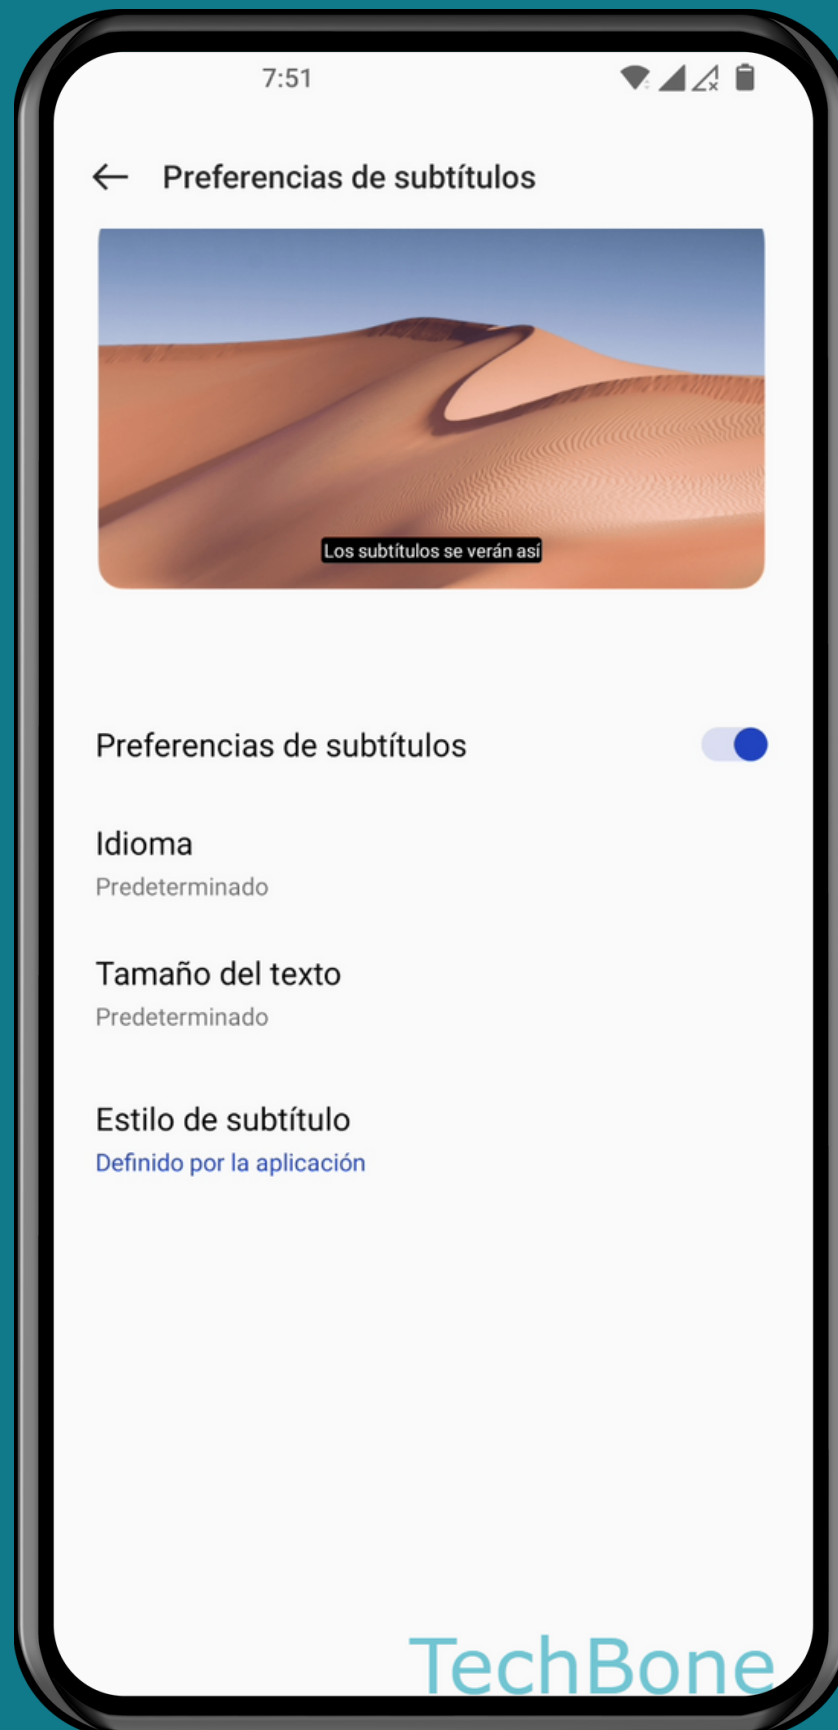 7:51
Preferencias de subtítulos
Los subtítulos se verán así
Preferencias de subtítulos
Idioma
Predeterminado
Tamaño del texto
Predeterminado
Estilo de subtítulo
Definido por la aplicación
TechBone